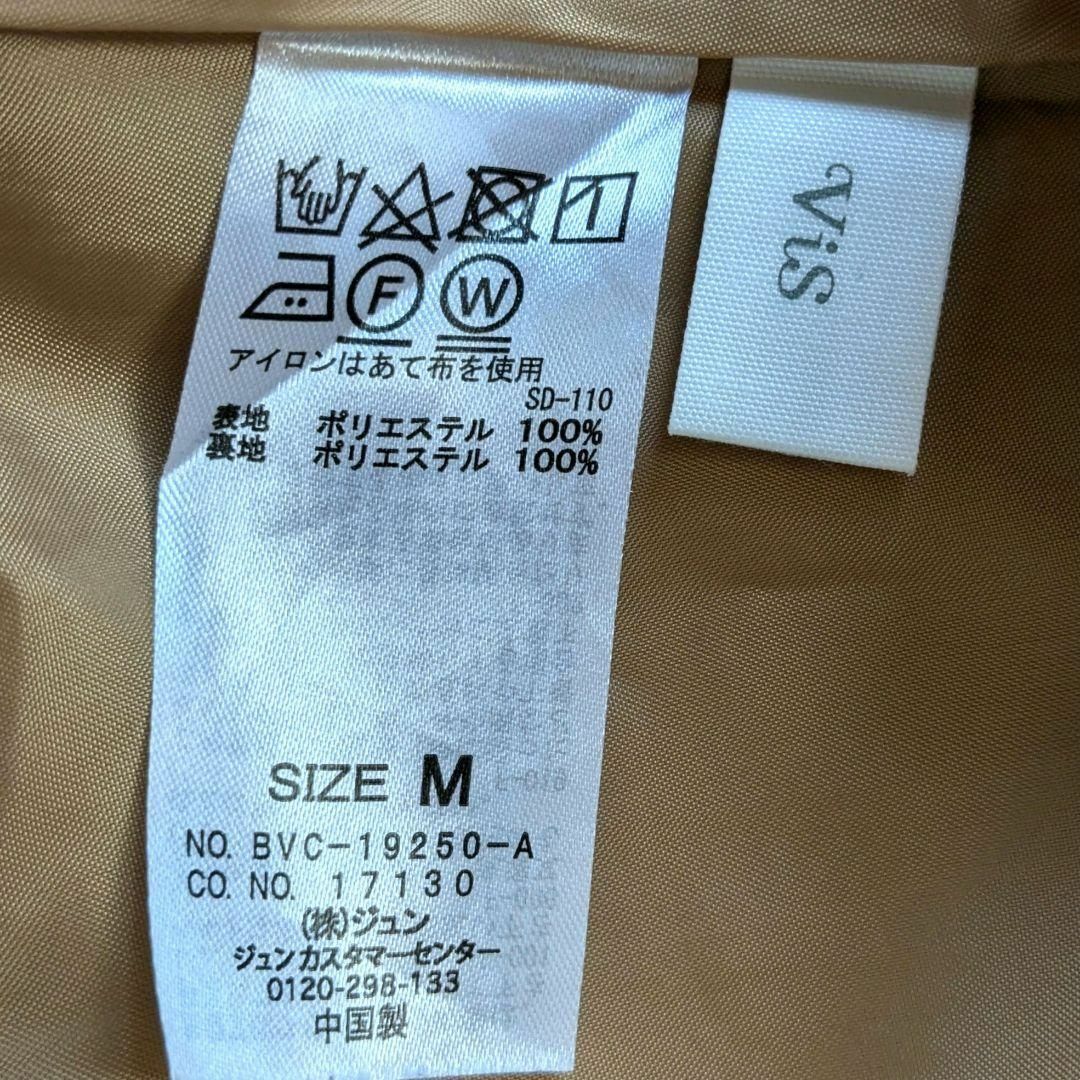 F W
アイロンはあて布を使用
SD-110
表地 ポリエステル 100%
裏地 ポリエステル 100%
SIZE M
NO. BVC-19250-A
CO. NO. 17130
(株)ジュン
ジュンカスタマーセンター
0120-298-133
中国製
ViS